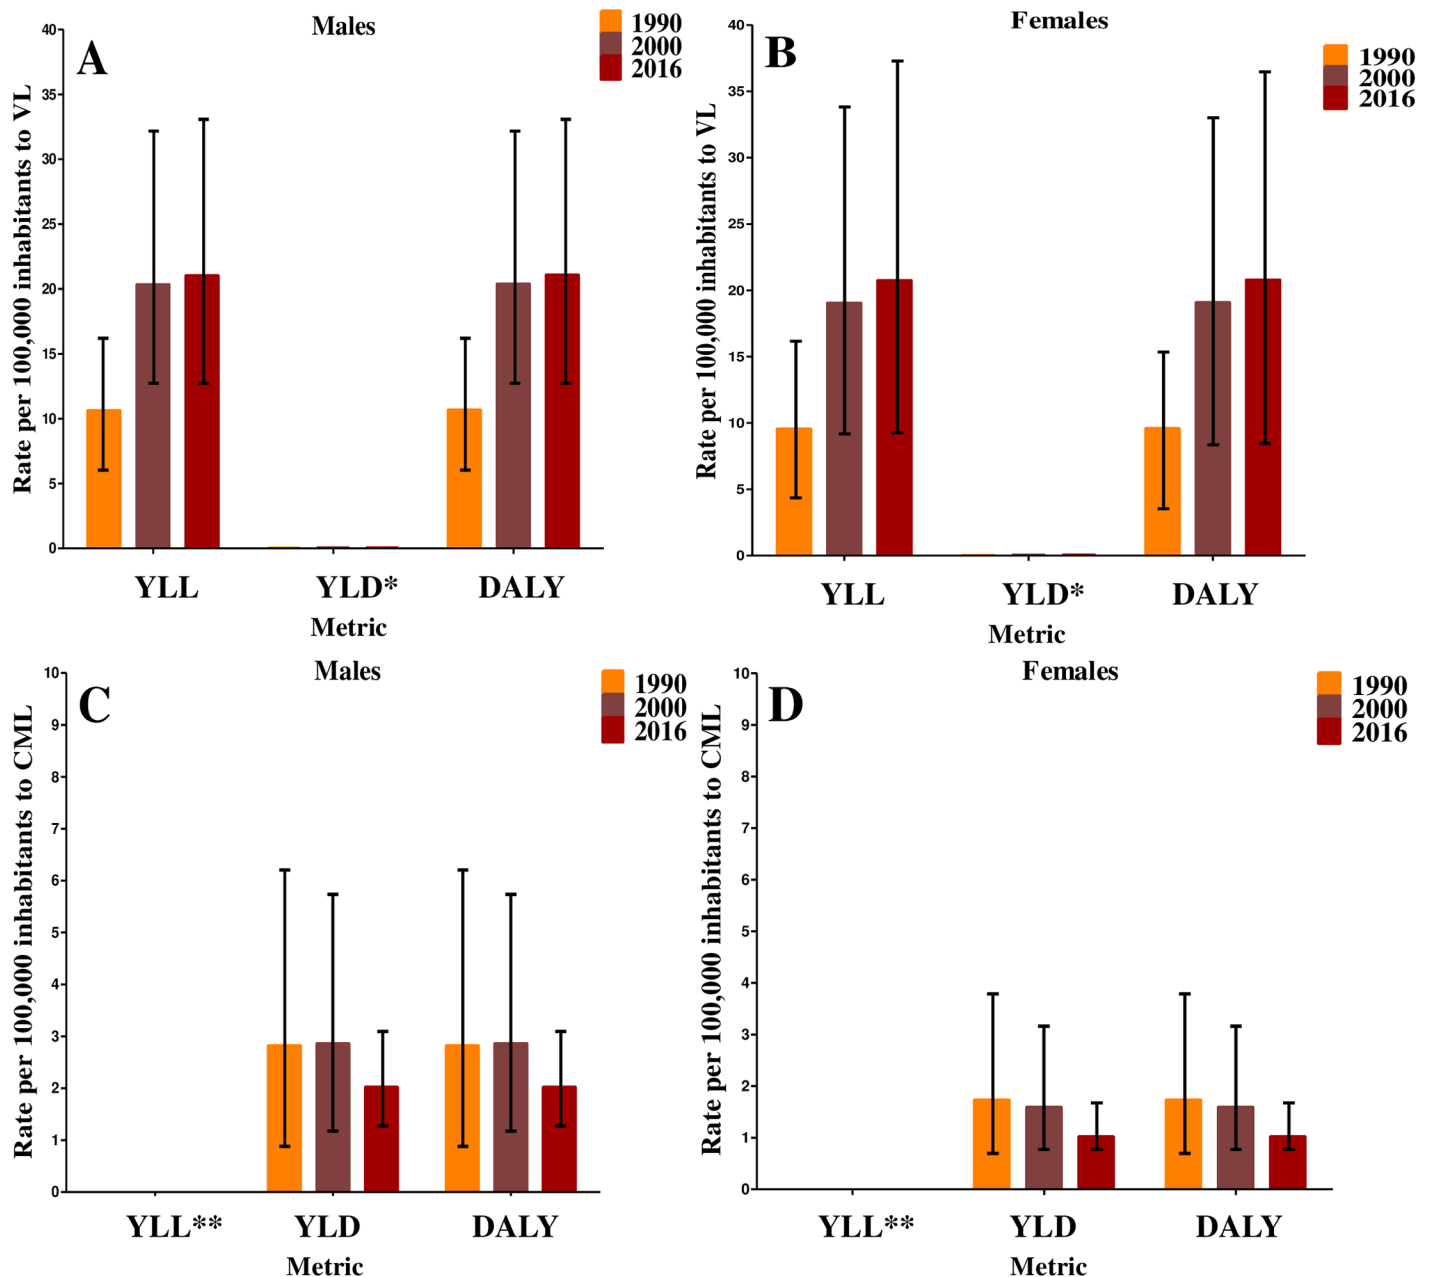 Males
A
1990
2000
2016
Rate per 100,000 inhabitants to VL
40
35
30
25
20
15
10
5
0
YLL YLD* DALY
Metric
Females
B
1990
2000
2016
Rate per 100,000 inhabitants to VL
40
35
30
25
20
15
10
5
0
YLL YLD* DALY
Metric
Males
C
1990
2000
2016
Rate per 100,000 inhabitants to CML
10
9
8
7
6
5
4
3
2
1
0
YLL** YLD DALY
Metric
Females
D
1990
2000
2016
Rate per 100,000 inhabitants to CML
10
9
8
7
6
5
4
3
2
1
0
YLL** YLD DALY
Metric